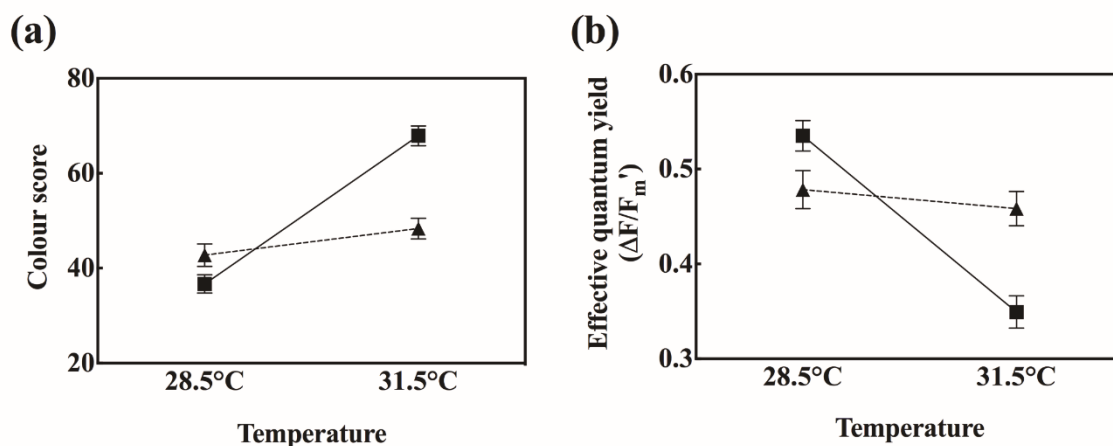 (a)
Colour score
80
60
40
20
28.5°C 31.5°C
Temperature
(b)
Effective quantum yield
(ΔF/Fm')
0.6
0.5
0.4
0.3
28.5°C 31.5°C
Temperature